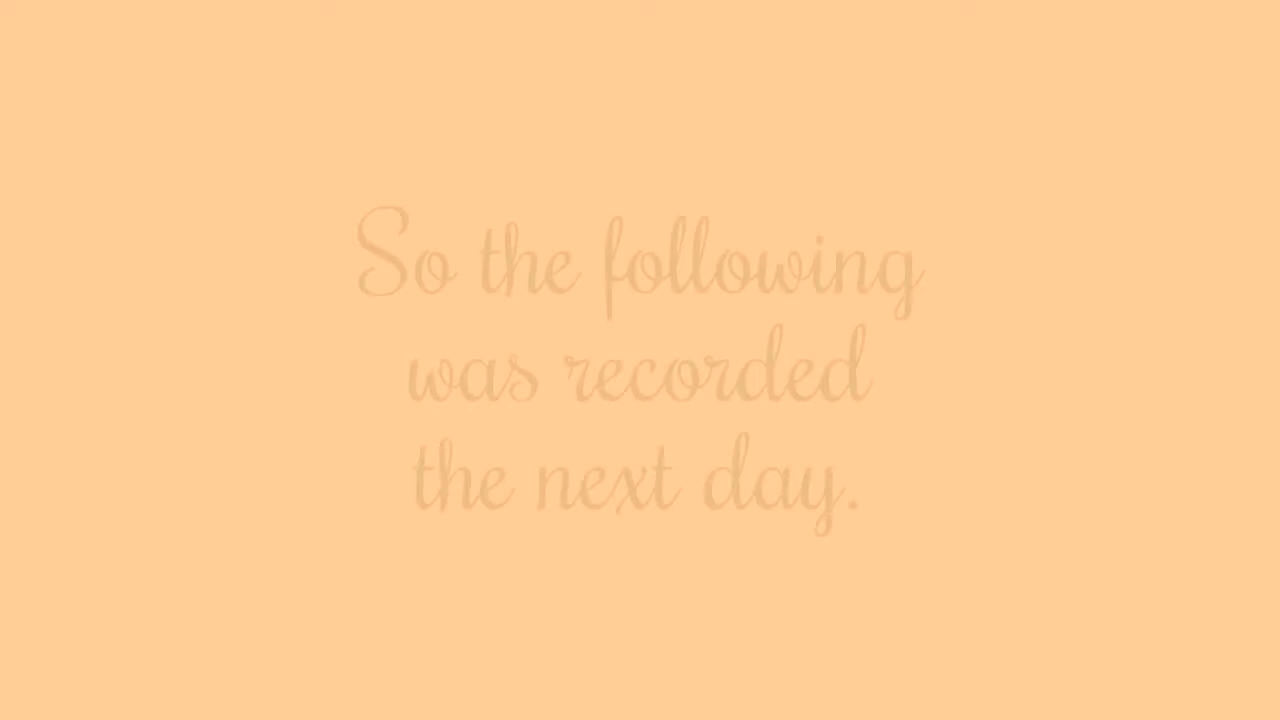 So the following
was recorded
the next day.